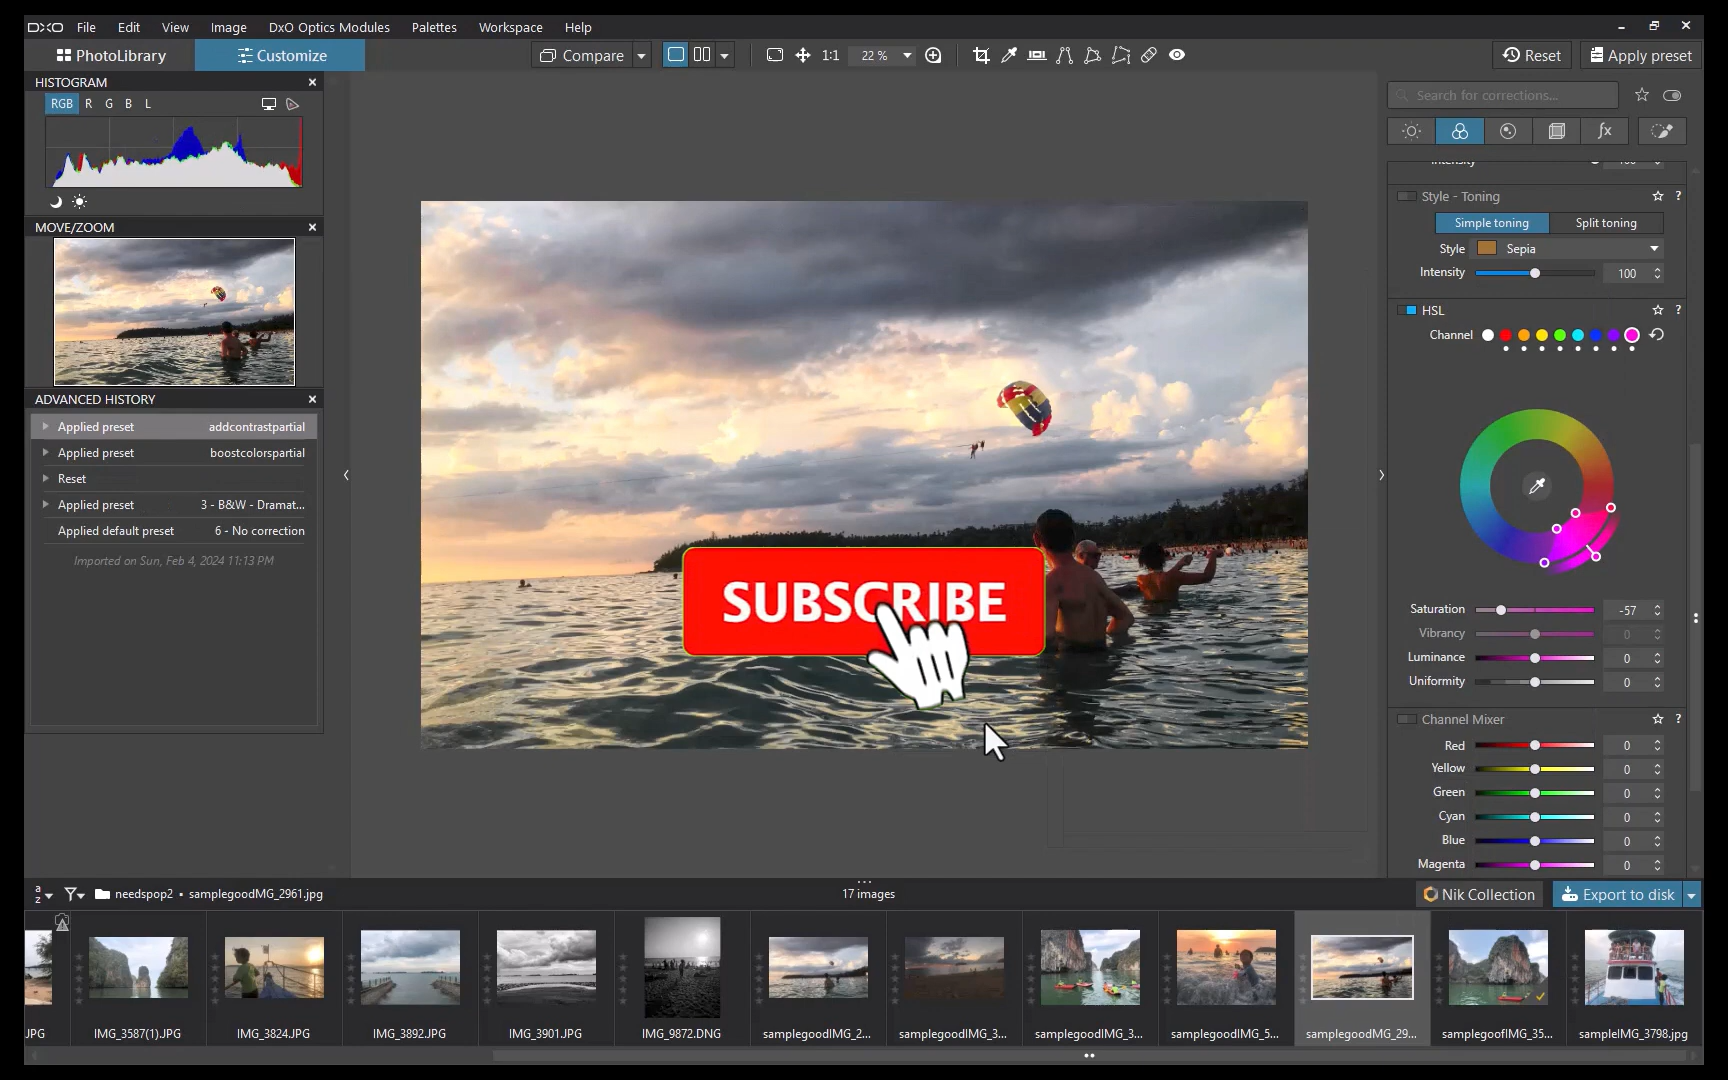 DXO File Edit View Image DxO Optics Modules Palettes Workspace Help
PhotoLibrary Customize Compare 1:1 22 % Reset Apply preset
HISTOGRAM
RGB R G B L
MOVE/ZOOM
ADVANCED HISTORY
Applied preset addcontrastpartial
Applied preset boostcolorspartial
Reset
Applied preset 3 - B&W - Dramat...
Applied default preset 6 - No correction
Imported on Sun, Feb 4, 2024 11:13 PM
SUBSCRIBE
Search for corrections...
fx
Intensity 100
Style - Toning ?
Simple toning Split toning
Style Sepia
Intensity 100
HSL ?
Channel
Saturation -57
Vibrancy 0
Luminance 0
Uniformity 0
Channel Mixer ?
Red 0
Yellow 0
Green 0
Cyan 0
Blue 0
Magenta 0
a z needspop2 • samplegoodMG_2961.jpg 17 images Nik Collection Export to disk
JPG IMG_3587(1).JPG IMG_3824.JPG IMG_3892.JPG IMG_3901.JPG IMG_9872.DNG samplegoodIMG_2... samplegoodIMG_3... samplegoodIMG_3... samplegoodIMG_5... samplegoodMG_29... samplegoofIMG_35... sampleIMG_3798.jpg